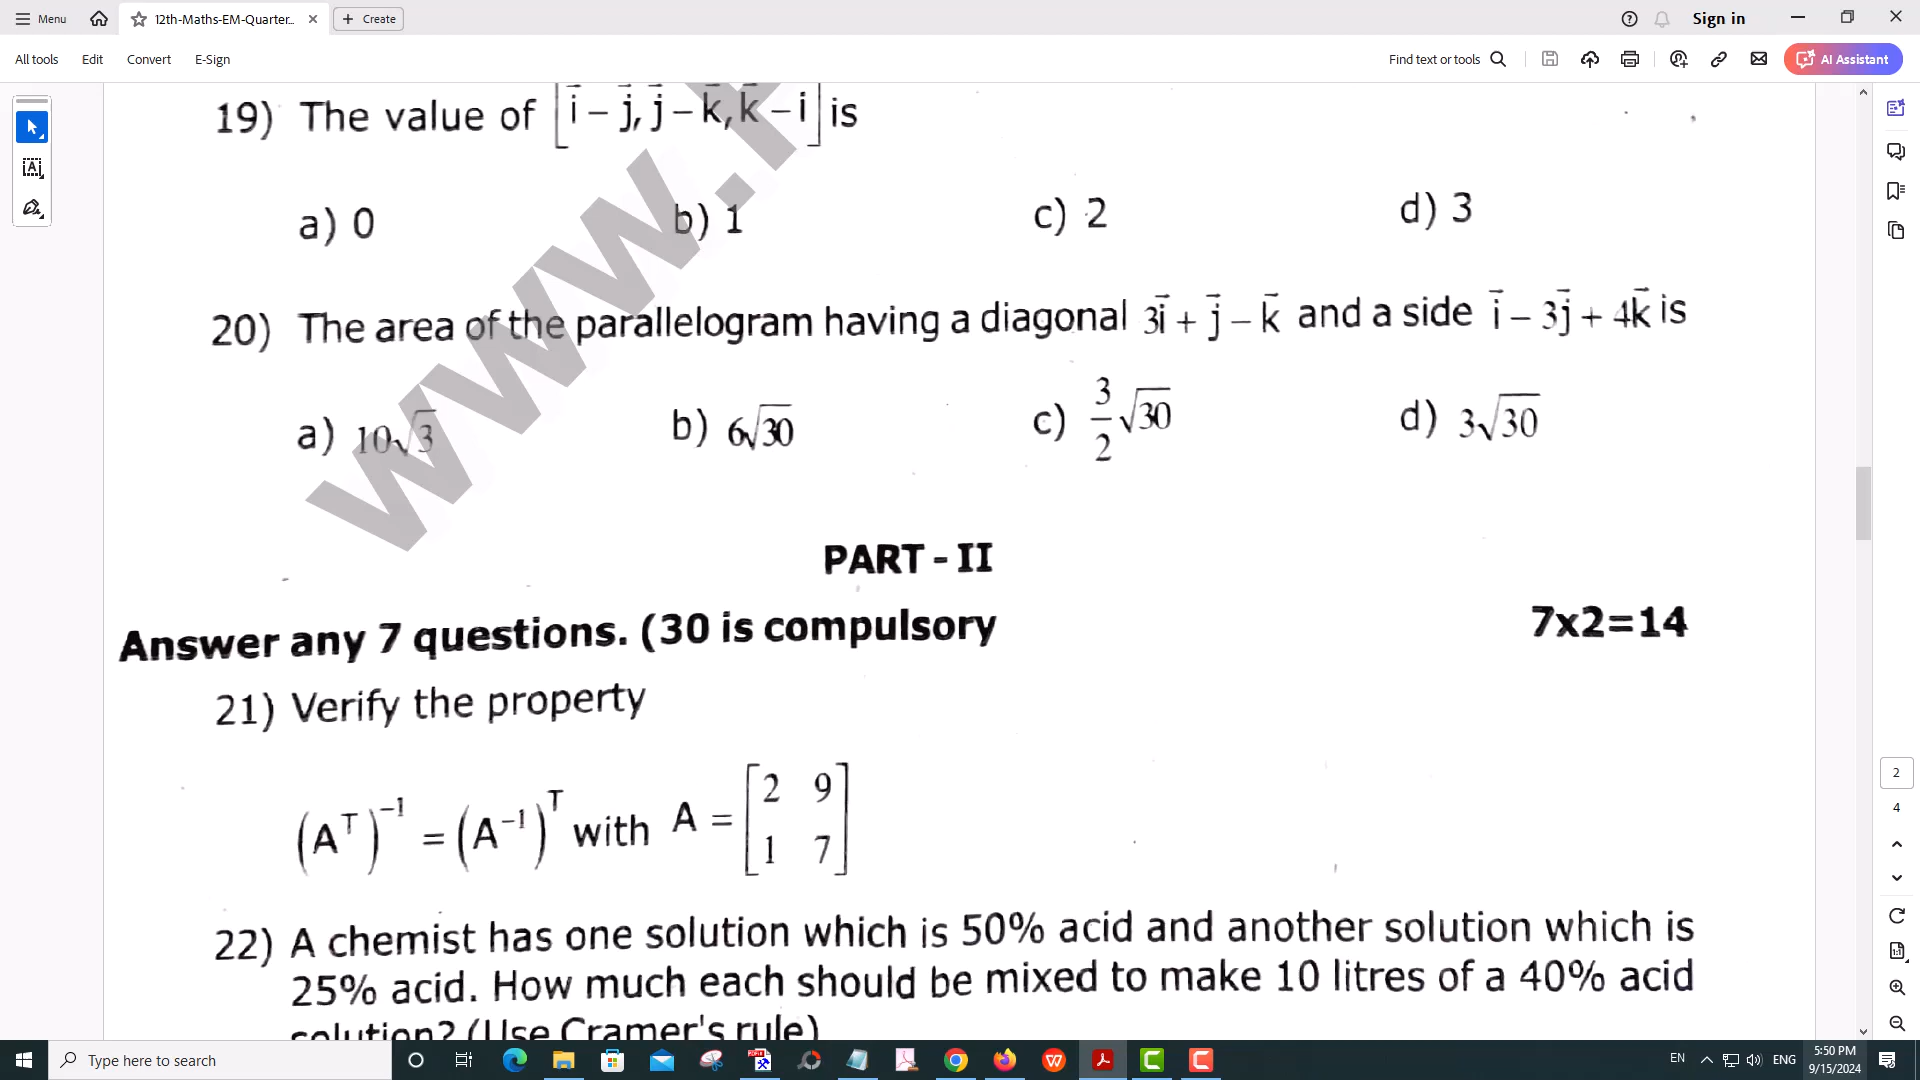 Menu
12th-Maths-EM-Quarter...
Create
Sign in
All tools Edit Convert E-Sign
Find text or tools
AI Assistant
19) The value of [i⃗ – j⃗, j⃗ – k⃗, k⃗ – i⃗] is
a) 0 b) 1 c) 2 d) 3
20) The area of the parallelogram having a diagonal 3i⃗ + j⃗ – k⃗ and a side i⃗ – 3j⃗ + 4k⃗ is
a) 10√3 b) 6√30 c) 3/2 √30 d) 3√30
www.
PART - II
Answer any 7 questions. (30 is compulsory 7x2=14
21) Verify the property
(Aᵀ)⁻¹ = (A⁻¹)ᵀ with A = [2 9
1 7]
22) A chemist has one solution which is 50% acid and another solution which is
25% acid. How much each should be mixed to make 10 litres of a 40% acid
solution? (Use Cramer's rule)
2
4
Type here to search
EN
ENG
5:50 PM
9/15/2024